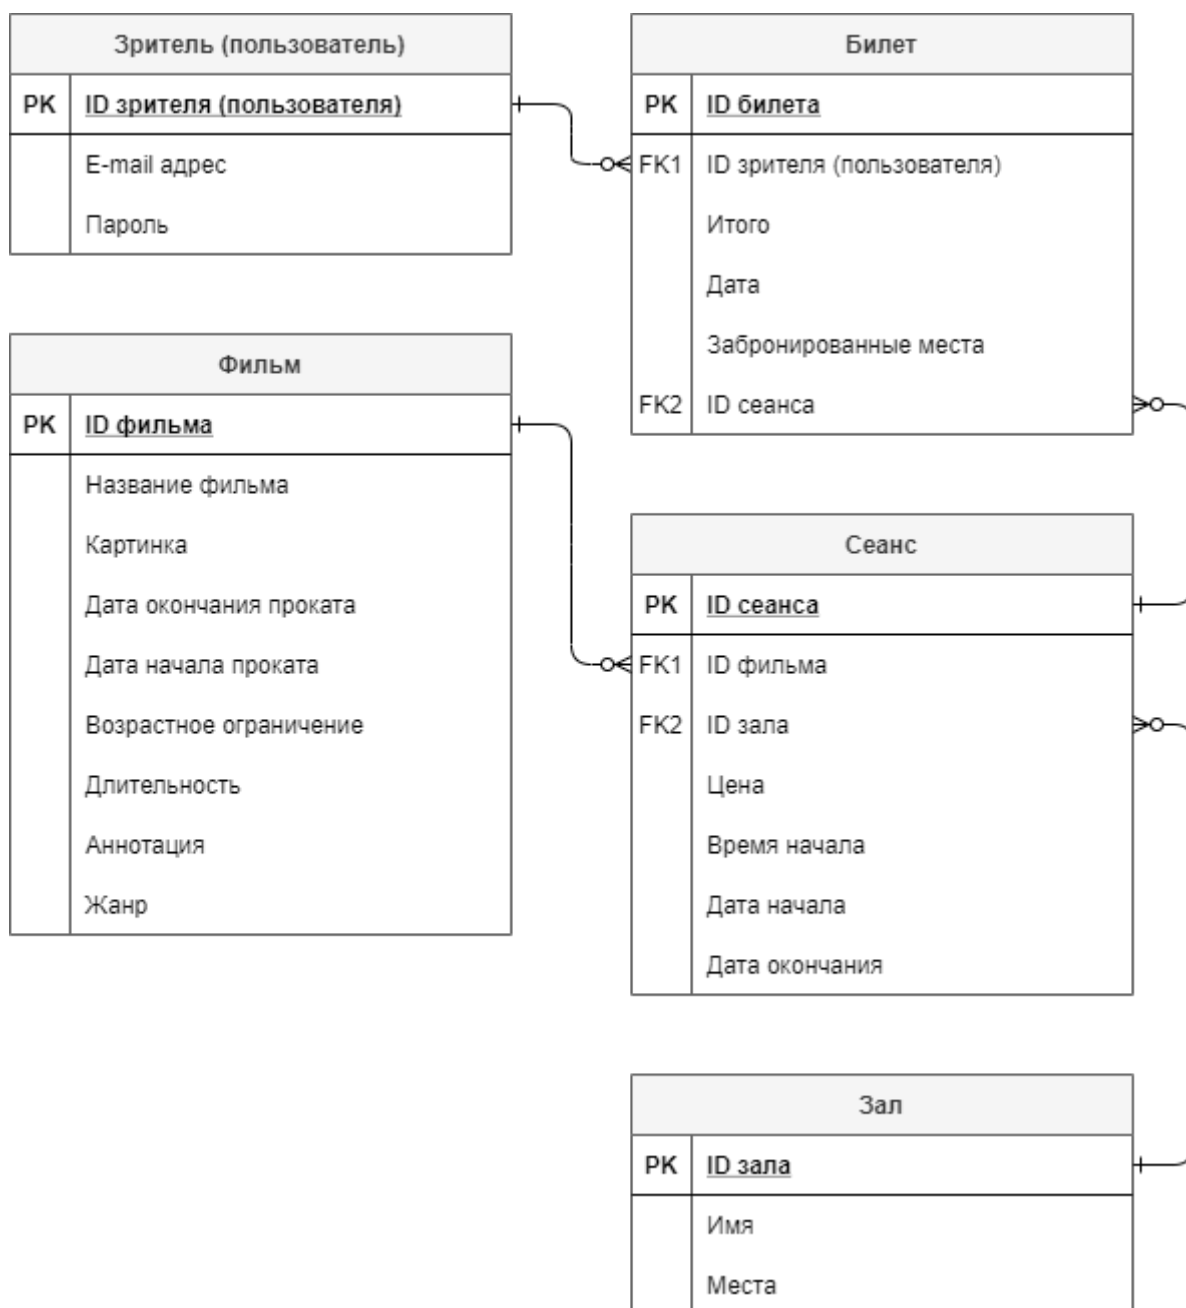 Зритель (пользователь)
PK ID зрителя (пользователя)
E-mail адрес
Пароль
Билет
PK ID билета
FK1 ID зрителя (пользователя)
Итого
Дата
Забронированные места
FK2 ID сеанса
Фильм
PK ID фильма
Название фильма
Картинка
Дата окончания проката
Дата начала проката
Возрастное ограничение
Длительность
Аннотация
Жанр
Сеанс
PK ID сеанса
FK1 ID фильма
FK2 ID зала
Цена
Время начала
Дата начала
Дата окончания
Зал
PK ID зала
Имя
Места